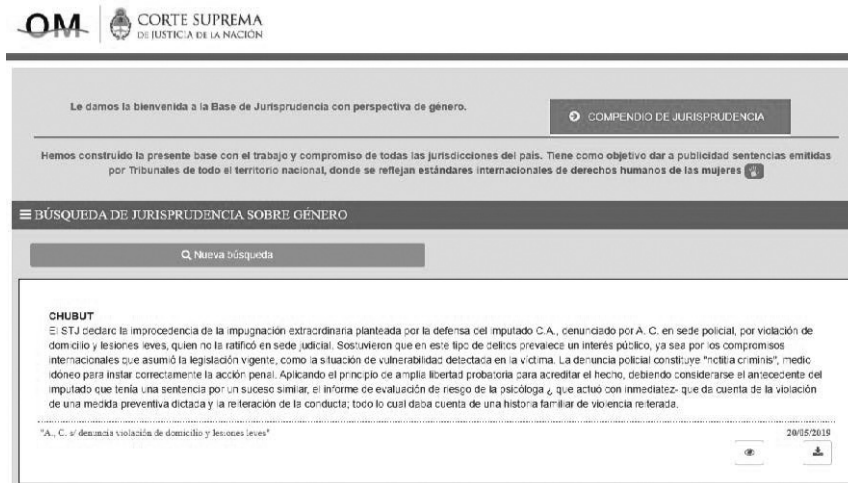 OM
CORTE SUPREMA
DE JUSTICIA DE LA NACIÓN
Le damos la bienvenida a la Base de Jurisprudencia con perspectiva de género.
COMPENDIO DE JURISPRUDENCIA
Hemos construido la presente base con el trabajo y compromiso de todas las jurisdicciones del país. Tiene como objetivo dar a publicidad sentencias emitidas
por Tribunales de todo el territorio nacional, donde se reflejan estándares internacionales de derechos humanos de las mujeres
BÚSQUEDA DE JURISPRUDENCIA SOBRE GÉNERO
Nueva búsqueda
CHUBUT
El STJ declaro la improcedencia de la impugnación extraordinaria planteada por la defensa del imputado C.A., denunciado por A. C. en sede policial, por violación de
domicilio y lesiones leves, quien no la ratificó en sede judicial. Sostuvieron que en este tipo de delitos prevalece un interés público, ya sea por los compromisos
internacionales que asumió la legislación vigente, como la situación de vulnerabilidad detectada en la víctima. La denuncia policial constituye "notitia criminis", medio
idóneo para instar correctamente la acción penal. Aplicando el principio de amplia libertad probatoria para acreditar el hecho, debiendo considerarse el antecedente del
imputado que tenía una sentencia por un suceso similar, el informe de evaluación de riesgo de la psicóloga ¿ que actuó con inmediatez- que da cuenta de la violación
de una medida preventiva dictada y la reiteración de la conducta; todo lo cual daba cuenta de una historia familiar de violencia reiterada.
"A., C. s/ denuncia violación de domicilio y lesiones leves"
20/05/2019